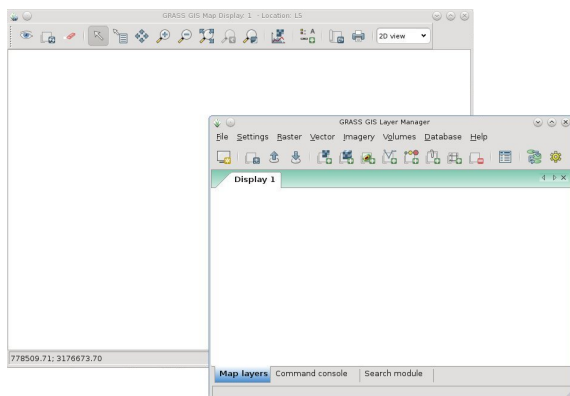 GRASS GIS Map Display 1 - Location: LS
2D view
GRASS GIS Layer Manager
File Settings Raster Vector Imagery Volumes Database Help
Display 1
778509.71; 3176673.70
Map layers Command console Search module